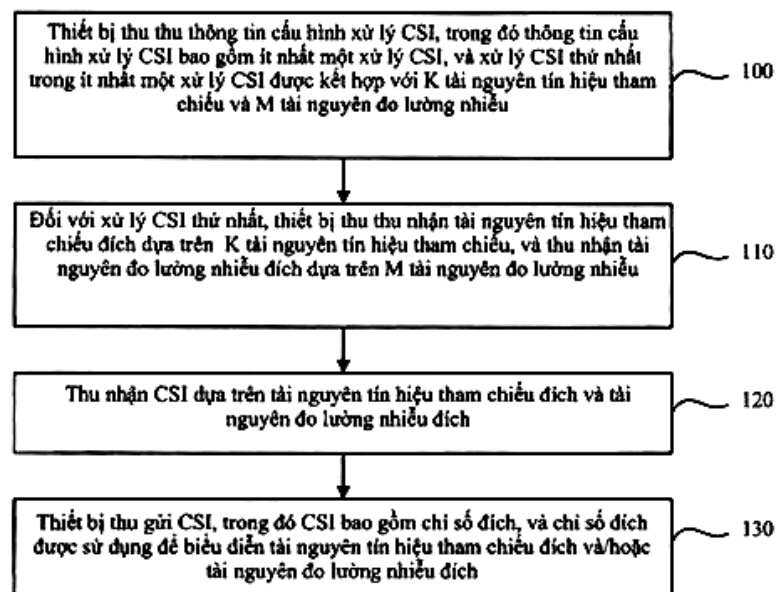 Thiết bị thu thu thông tin cấu hình xử lý CSI, trong đó thông tin cấu
hình xử lý CSI bao gồm ít nhất một xử lý CSI, và xử lý CSI thứ nhất
trong ít nhất một xử lý CSI được kết hợp với K tài nguyên tín hiệu tham
chiếu và M tài nguyên đo lường nhiễu
100
Đối với xử lý CSI thứ nhất, thiết bị thu thu nhận tài nguyên tín hiệu tham
chiếu đích dựa trên K tài nguyên tín hiệu tham chiếu, và thu nhận tài
nguyên đo lường nhiễu đích dựa trên M tài nguyên đo lường nhiễu
110
Thu nhận CSI dựa trên tài nguyên tín hiệu tham chiếu đích và tài
nguyên đo lường nhiễu đích
120
Thiết bị thu gửi CSI, trong đó CSI bao gồm chỉ số đích, và chỉ số đích
được sử dụng để biểu diễn tài nguyên tín hiệu tham chiếu đích và/hoặc
tài nguyên đo lường nhiễu đích
130